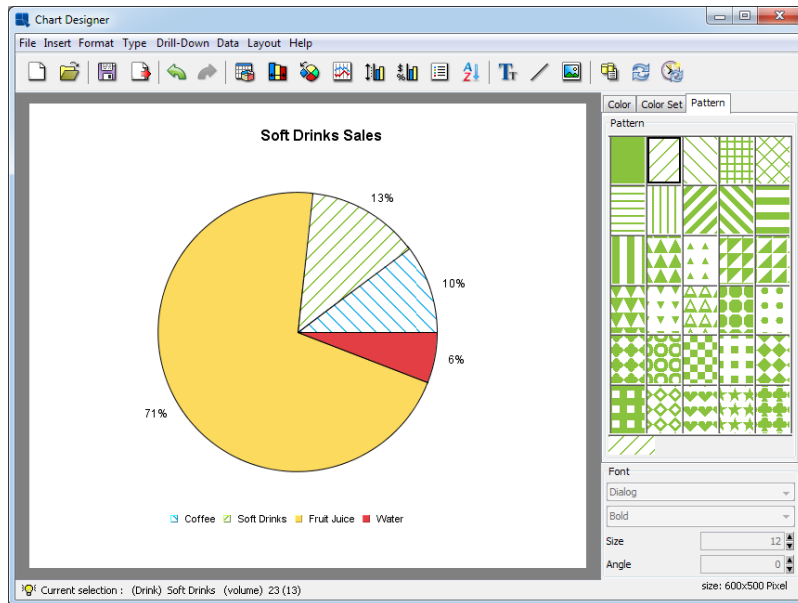 Chart Designer
File Insert Format Type Drill-Down Data Layout Help
Color Color Set Pattern
Pattern
Soft Drinks Sales
13%
10%
6%
71%
Coffee Soft Drinks Fruit Juice Water
Font
Dialog
Bold
Size 12
Angle 0
Current selection : (Drink) Soft Drinks (volume) 23 (13)
size: 600x500 Pixel